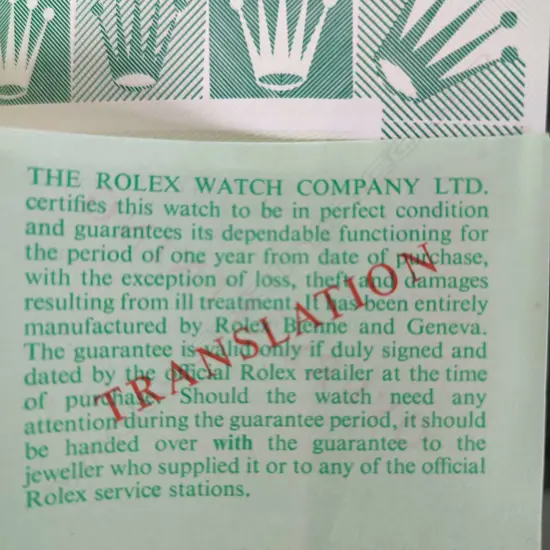 THE ROLEX WATCH COMPANY LTD.
certifies this watch to be in perfect condition
and guarantees its dependable functioning for
the period of one year from date of purchase,
with the exception of loss, theft and damages
resulting from ill treatment. It has been entirely
manufactured by Rolex Bienne and Geneva.
The guarantee is valid only if duly signed and
dated by the official Rolex retailer at the time
of purchase. Should the watch need any
attention during the guarantee period, it should
be handed over with the guarantee to the
jeweller who supplied it or to any of the official
Rolex service stations.
TRANSLATION